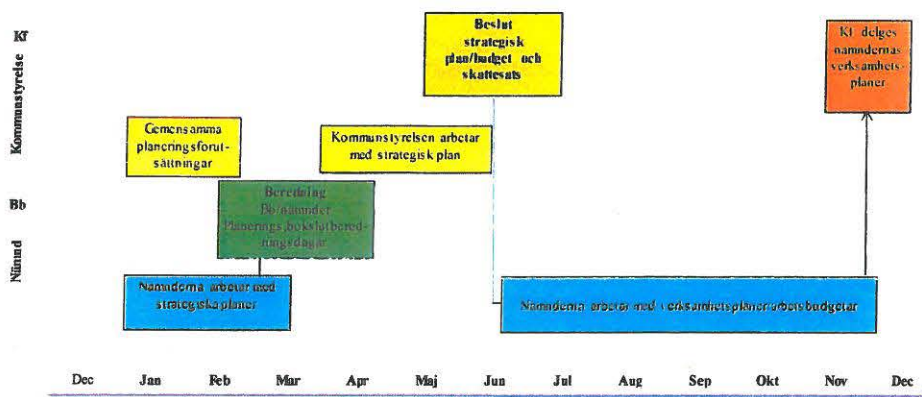 Kf
Kommunstyrelse
Bb
Nämnd
Beslut
strategisk
plan/budget och
skattesats
Kf delges
nämndernas
verksamhets-
planer
Gemensamma
planeringsförut-
sättningar
Kommunstyrelsen arbetar
med strategisk plan
Beredning
Bb/nämnder
Planerings,bokslutbered-
ningsdagar
Nämnderna arbetar med
strategiska planer
Nämnderna arbetar med verksamhetsplaner arbetsbudgetar
Dec Jan Feb Mar Apr Maj Jun Jul Aug Sep Okt Nov Dec